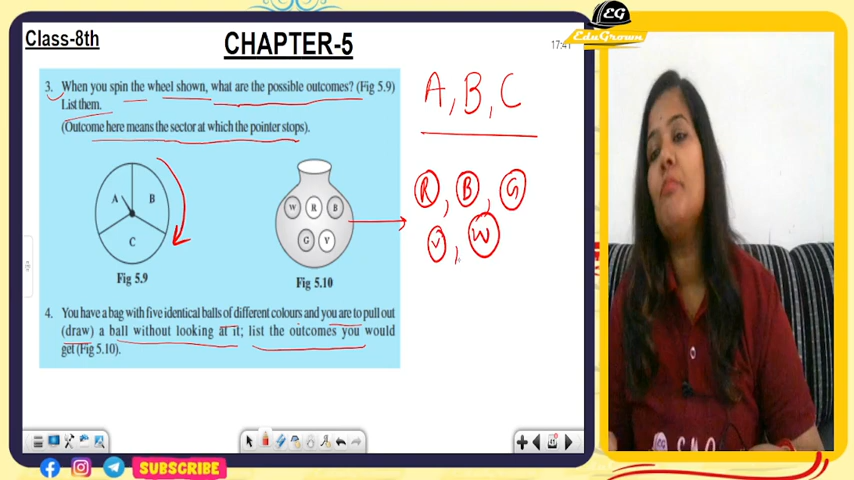 Class-8th
CHAPTER-5
EG
EduGrown
17:41
3. When you spin the wheel shown, what are the possible outcomes? (Fig 5.9)
List them.
(Outcome here means the sector at which the pointer stops).
A, B, C
A B
C
Fig 5.9
W R B
G V
Fig 5.10
R, B, G
V, W
4. You have a bag with five identical balls of different colours and you are to pull out
(draw) a ball without looking at it; list the outcomes you would
get (Fig 5.10).
SUBSCRIBE